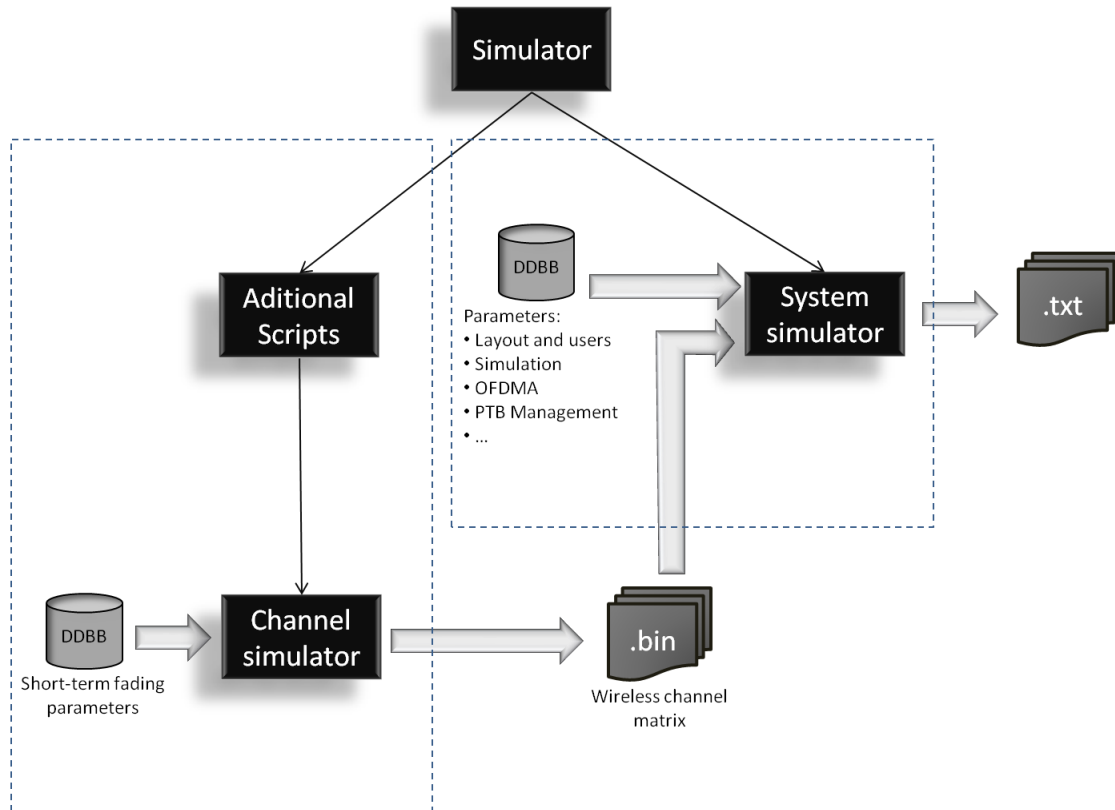 Simulator
DDBB
Parameters:
• Layout and users
• Simulation
• OFDMA
• PTB Management
• ...
System
simulator
.txt
Aditional
Scripts
DDBB
Short-term fading
parameters
Channel
simulator
.bin
Wireless channel
matrix